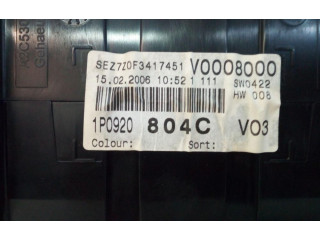 SEZ7Z0F3417451 V0008000
15.02.2006 10:52 1 111 SW0422
HW 008
1P0920 804C V03
Colour: Sort: